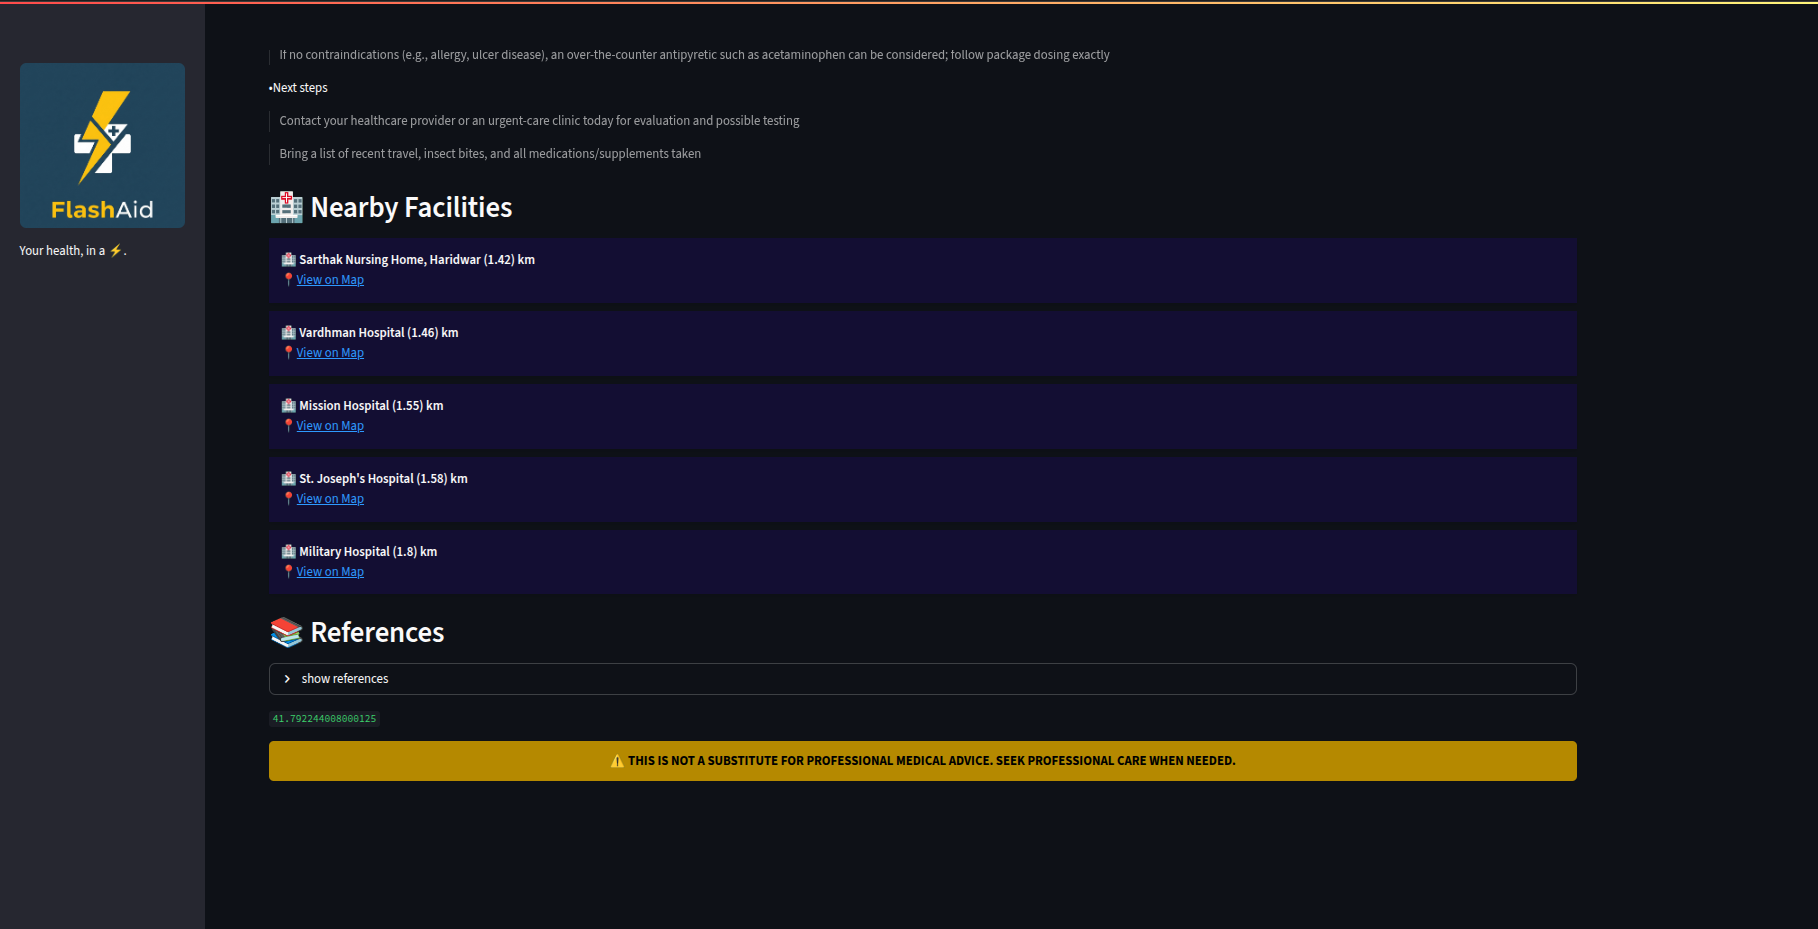 FlashAid
Your health, in a ⚡.
If no contraindications (e.g., allergy, ulcer disease), an over-the-counter antipyretic such as acetaminophen can be considered; follow package dosing exactly
•Next steps
Contact your healthcare provider or an urgent-care clinic today for evaluation and possible testing
Bring a list of recent travel, insect bites, and all medications/supplements taken
🏥 Nearby Facilities
🏥 Sarthak Nursing Home, Haridwar (1.42) km
📍 View on Map
🏥 Vardhman Hospital (1.46) km
📍 View on Map
🏥 Mission Hospital (1.55) km
📍 View on Map
🏥 St. Joseph's Hospital (1.58) km
📍 View on Map
🏥 Military Hospital (1.8) km
📍 View on Map
📚 References
show references
41.792244008000125
⚠️ THIS IS NOT A SUBSTITUTE FOR PROFESSIONAL MEDICAL ADVICE. SEEK PROFESSIONAL CARE WHEN NEEDED.